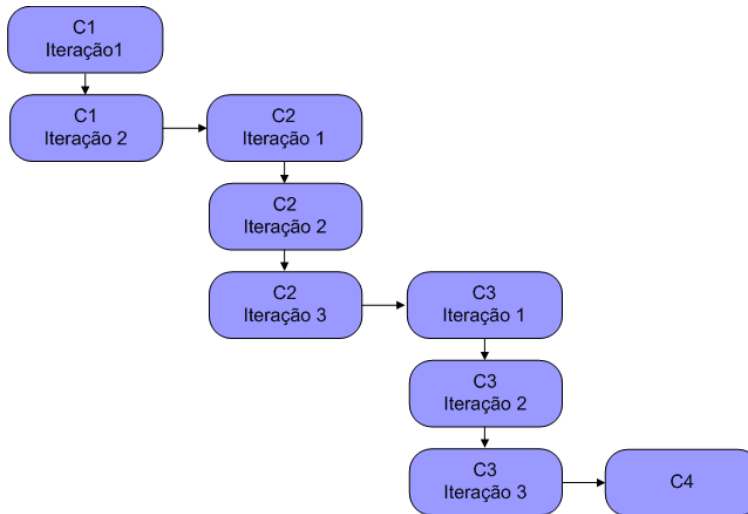 C1
Iteração1
C1
Iteração 2
C2
Iteração 1
C2
Iteração 2
C2
Iteração 3
C3
Iteração 1
C3
Iteração 2
C3
Iteração 3
C4